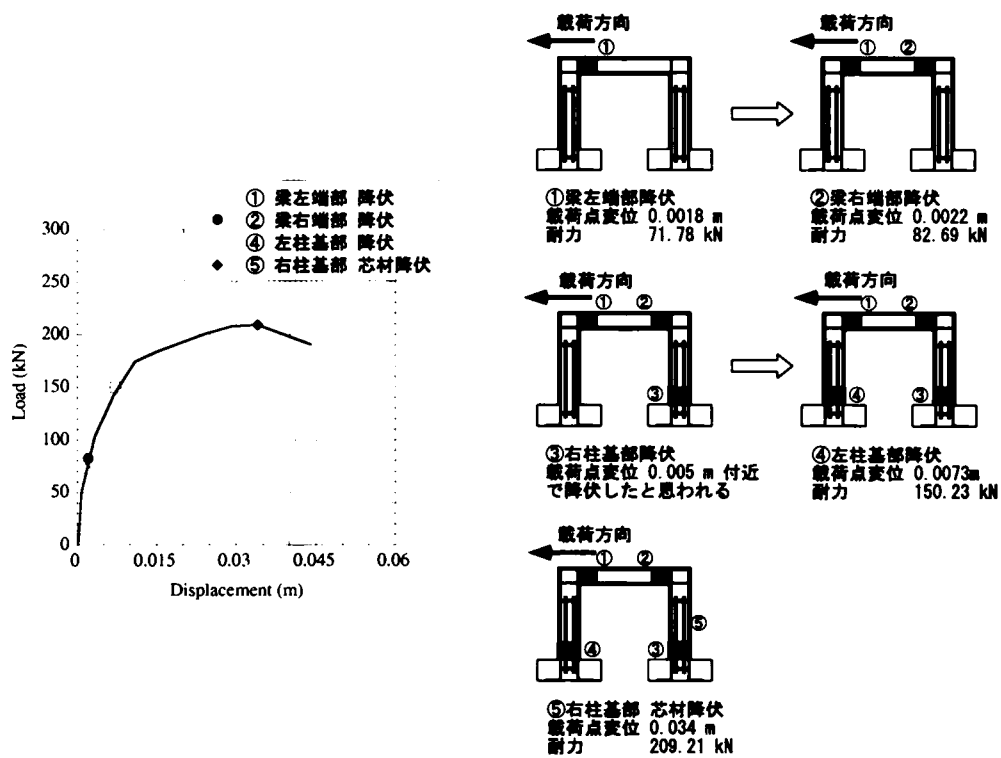 ① 梁左端部 降伏
② 梁右端部 降伏
④ 左柱基部 降伏
⑤ 右柱基部 芯材降伏
300
250
200
150
100
50
0
Load (kN)
0
0.015
0.03
0.045
0.06
Displacement (m)
載荷方向
①
①梁左端部降伏
載荷点変位 0.0018 m
耐力 71.78 kN
載荷方向
① ②
②梁右端部降伏
載荷点変位 0.0022 m
耐力 82.69 kN
載荷方向
① ②
③
③右柱基部降伏
載荷点変位 0.005 m 付近
で降伏したと思われる
載荷方向
① ②
④ ③
④左柱基部降伏
載荷点変位 0.0073m
耐力 150.23 kN
載荷方向
① ②
⑤
④ ③
⑤右柱基部 芯材降伏
載荷点変位 0.034 m
耐力 209.21 kN